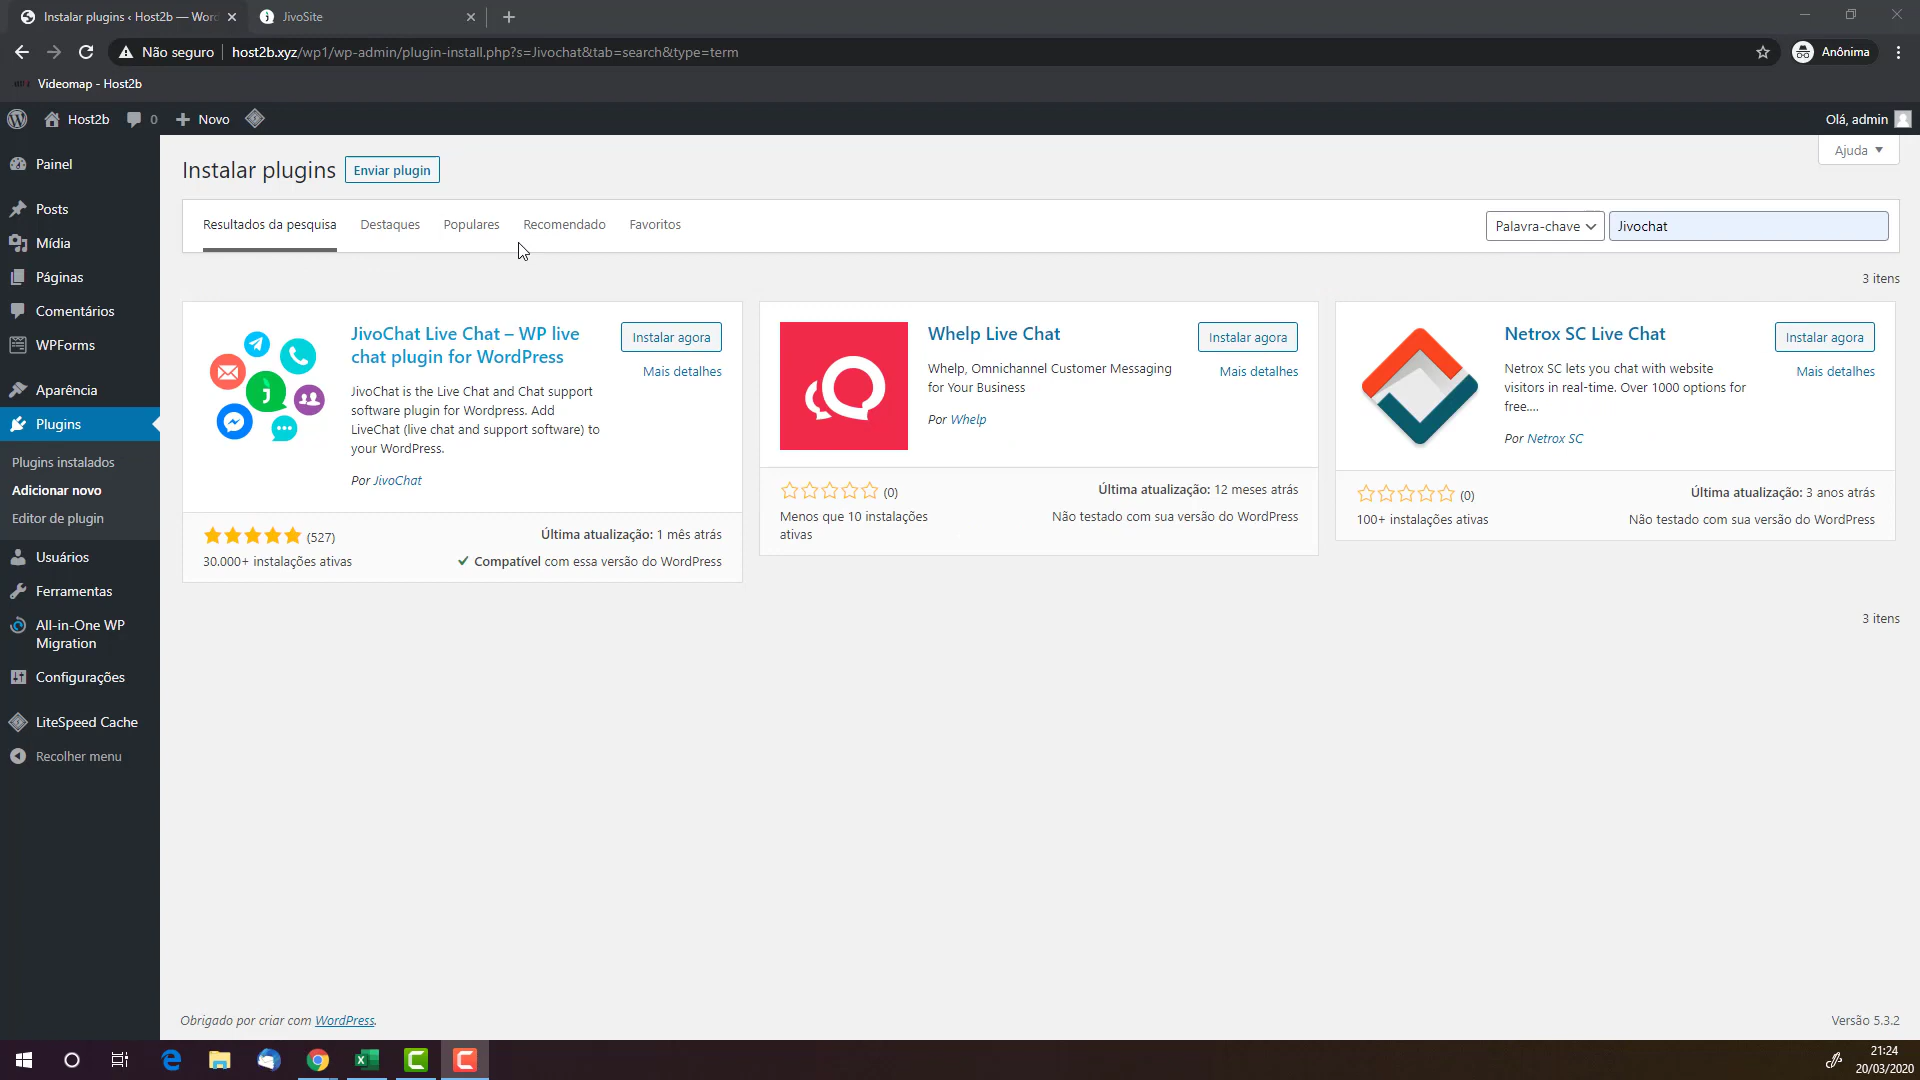 Instalar plugins ‹ Host2b — Wor
JivoSite
Não seguro
host2b.xyz/wp1/wp-admin/plugin-install.php?s=Jivochat&tab=search&type=term
Anônima
Videomap - Host2b
Host2b
0
Novo
Olá, admin
Painel
Posts
Mídia
Páginas
Comentários
WPForms
Aparência
Plugins
Plugins instalados
Adicionar novo
Editor de plugin
Usuários
Ferramentas
All-in-One WP
Migration
Configurações
LiteSpeed Cache
Recolher menu
Ajuda
Instalar plugins
Enviar plugin
Resultados da pesquisa
Destaques
Populares
Recomendado
Favoritos
Palavra-chave
Jivochat
3 itens
JivoChat Live Chat – WP live
chat plugin for WordPress
Instalar agora
Mais detalhes
JivoChat is the Live Chat and Chat support
software plugin for Wordpress. Add
LiveChat (live chat and support software) to
your WordPress.
Por JivoChat
(527)
Última atualização: 1 mês atrás
30.000+ instalações ativas
Compatível com essa versão do WordPress
Whelp Live Chat
Instalar agora
Mais detalhes
Whelp, Omnichannel Customer Messaging
for Your Business
Por Whelp
(0)
Última atualização: 12 meses atrás
Menos que 10 instalações
ativas
Não testado com sua versão do WordPress
Netrox SC Live Chat
Instalar agora
Mais detalhes
Netrox SC lets you chat with website
visitors in real-time. Over 1000 options for
free....
Por Netrox SC
(0)
Última atualização: 3 anos atrás
100+ instalações ativas
Não testado com sua versão do WordPress
3 itens
Obrigado por criar com WordPress.
Versão 5.3.2
21:24
20/03/2020